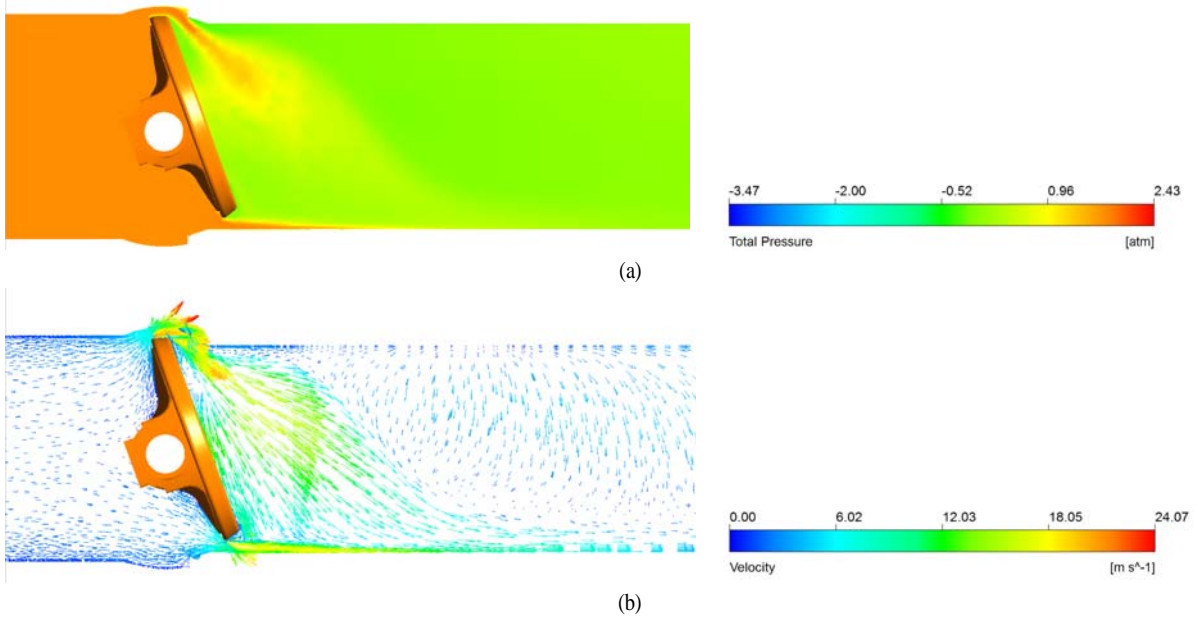 -3.47 -2.00 -0.52 0.96 2.43
Total Pressure [atm]
(a)
0.00 6.02 12.03 18.05 24.07
Velocity [m s^-1]
(b)